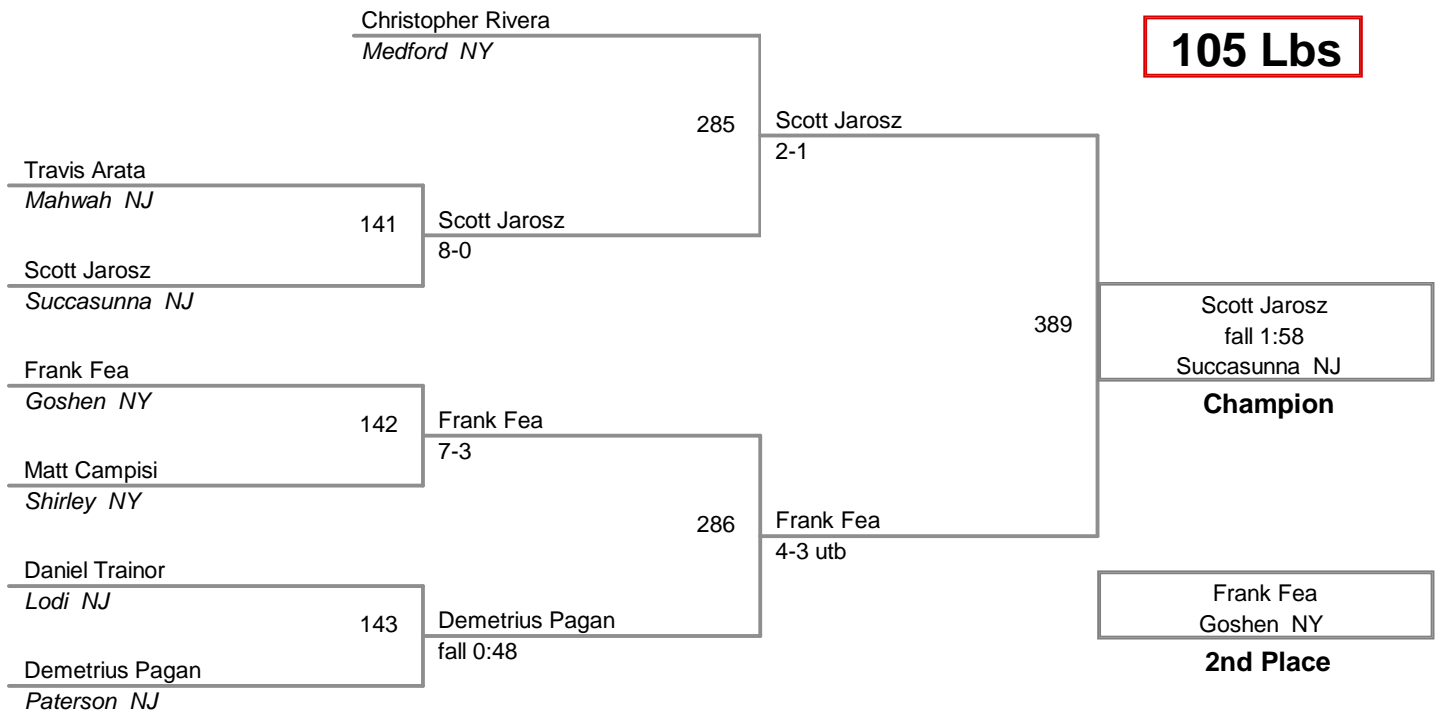 Christopher Rivera
Medford NY
105 Lbs
285
Scott Jarosz
2-1
Travis Arata
Mahwah NJ
141
Scott Jarosz
8-0
Scott Jarosz
Succasunna NJ
389
Scott Jarosz
fall 1:58
Succasunna NJ
Champion
Frank Fea
Goshen NY
142
Frank Fea
7-3
Matt Campisi
Shirley NY
286
Frank Fea
4-3 utb
Daniel Trainor
Lodi NJ
143
Demetrius Pagan
fall 0:48
Demetrius Pagan
Paterson NJ
Frank Fea
Goshen NY
2nd Place